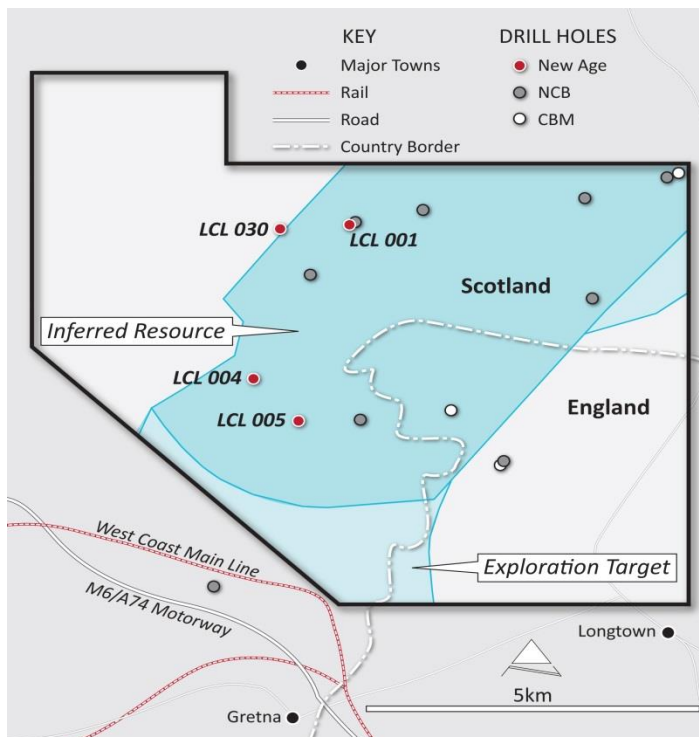 KEY
Major Towns
Rail
Road
Country Border
DRILL HOLES
New Age
NCB
CBM
LCL 030
LCL 001
Scotland
Inferred Resource
LCL 004
England
LCL 005
West Coast Main Line
Exploration Target
M6/A74 Motorway
Longtown
5km
Gretna